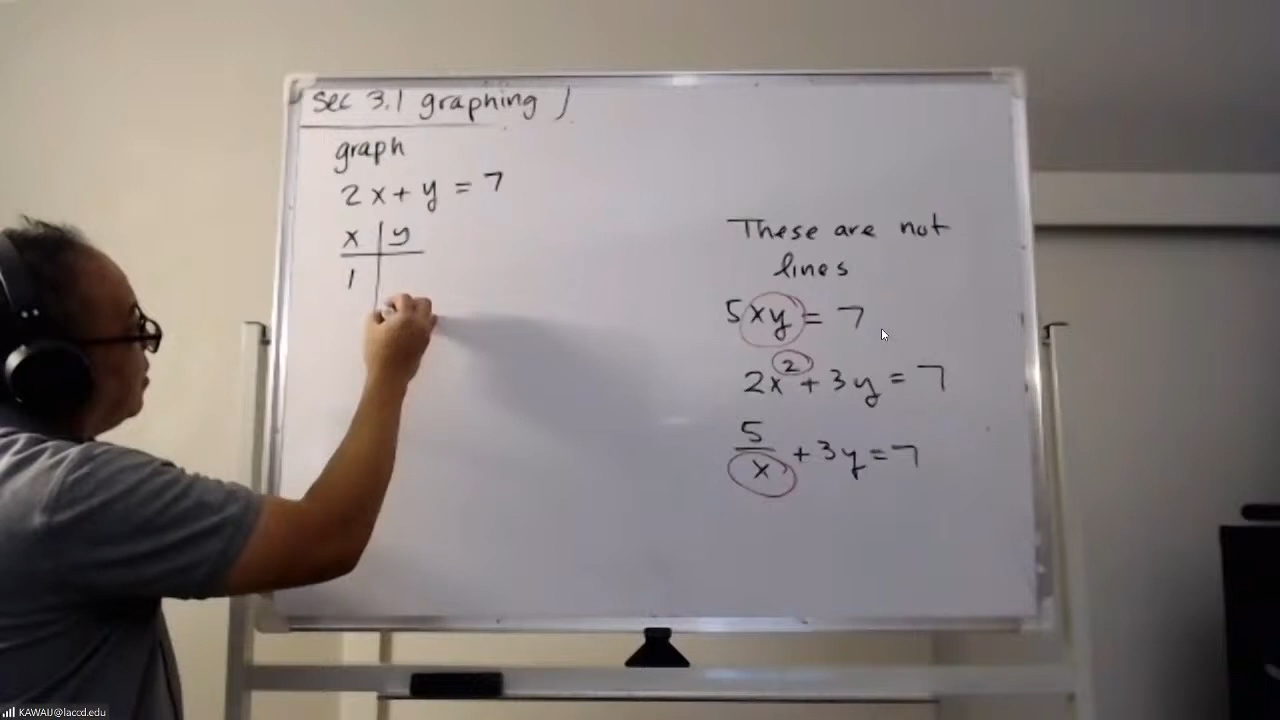 sec 3.1 graphing
graph
2x + y = 7
x | y
1
These are not
lines
5xy = 7
2x² + 3y = 7
5/x + 3y = 7
KAWAIJ@laccd.edu